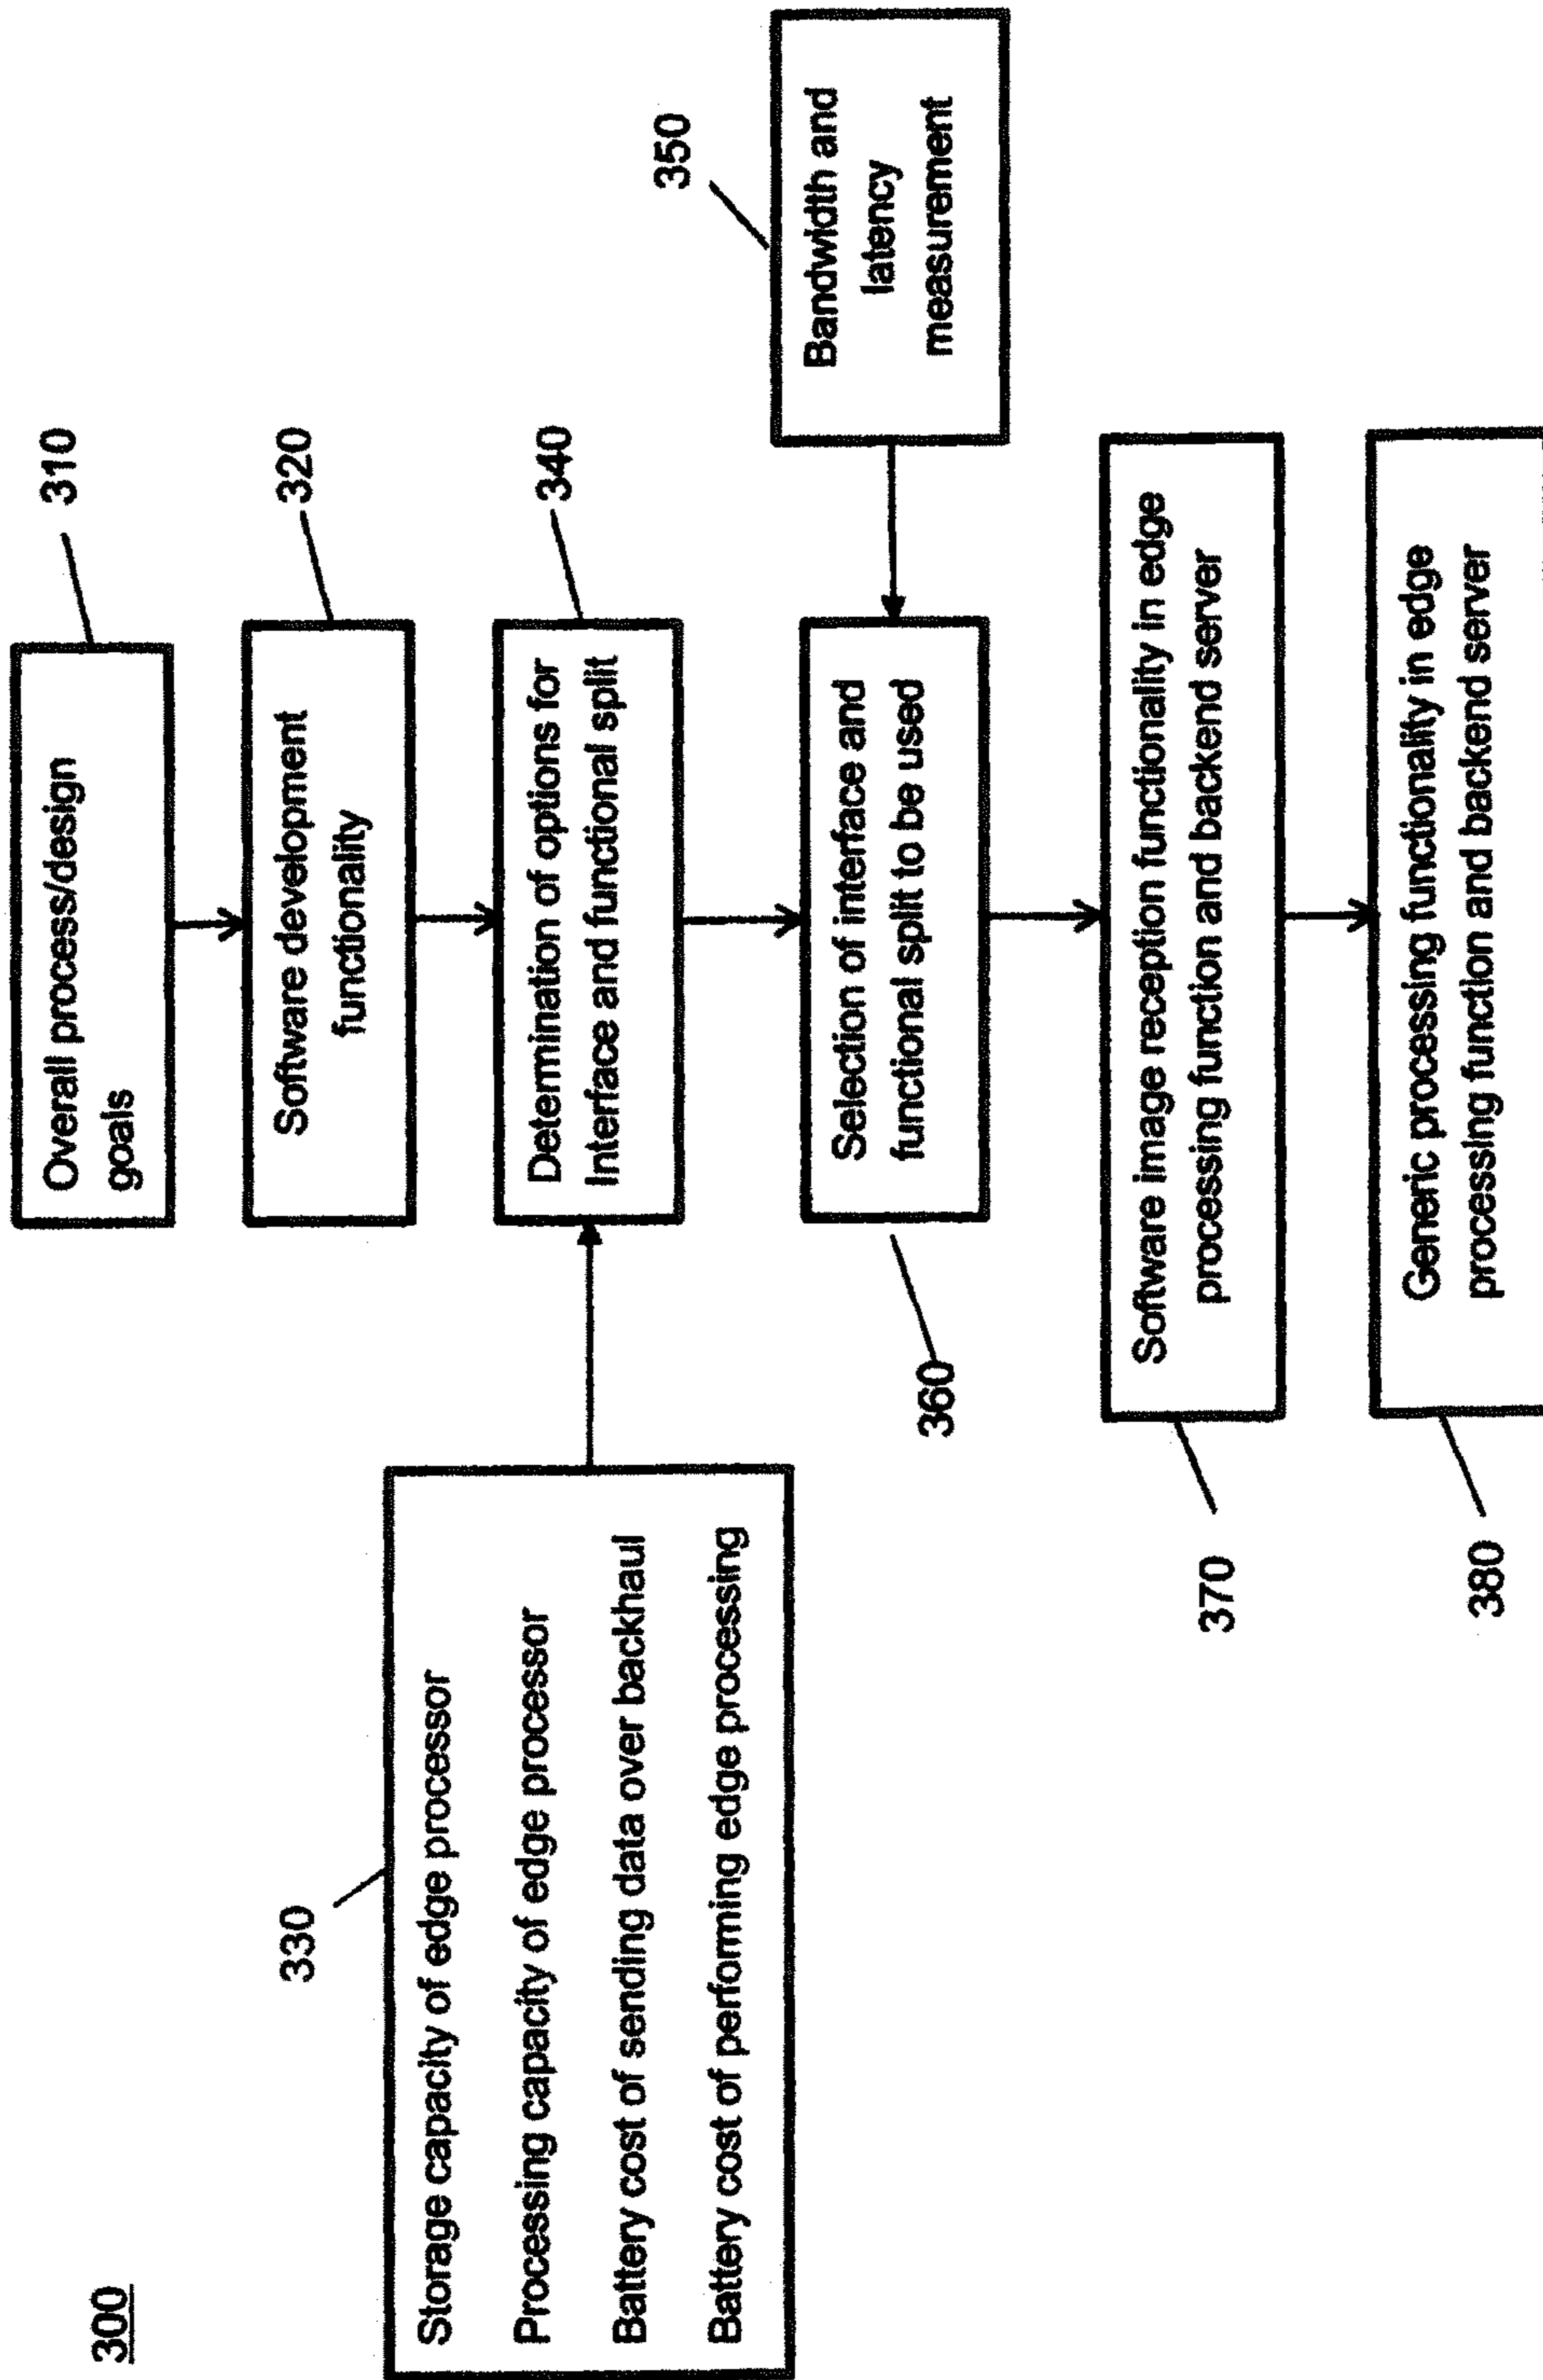 300
310
Overall process/design
goals
320
Software development
functionality
330
Storage capacity of edge processor
Processing capacity of edge processor
Battery cost of sending data over backhaul
Battery cost of performing edge processing
340
Determination of options for
Interface and functional split
350
Bandwidth and
latency
measurement
360
Selection of interface and
functional split to be used
370
Software image reception functionality in edge
processing function and backend server
380
Generic processing functionality in edge
processing function and backend server